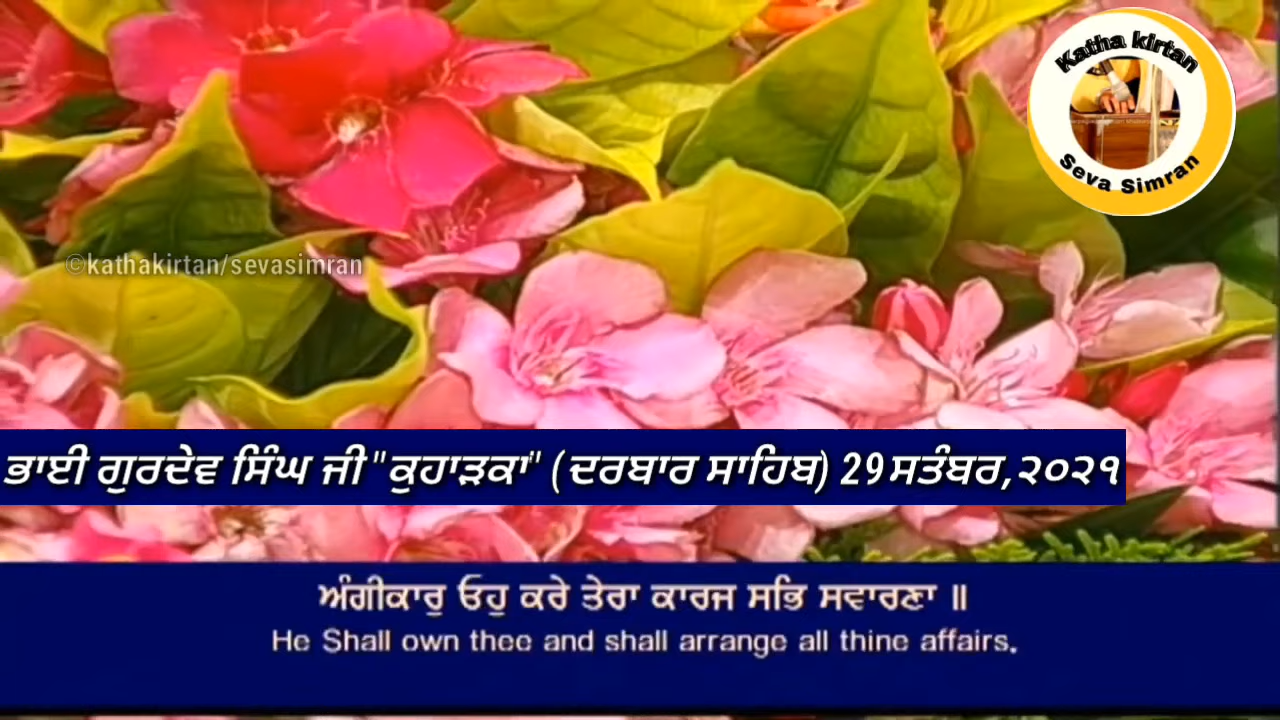 Katha kirtan
Seva Simran
©kathakirtan/sevasimran
ਭਾਈ ਗੁਰਦੇਵ ਸਿੰਘ ਜੀ "ਕੁਹਾੜਕਾ" (ਦਰਬਾਰ ਸਾਹਿਬ) 29 ਸਤੰਬਰ,੨੦੨੧
ਅੰਗੀਕਾਰੁ ਓਹੁ ਕਰੇ ਤੇਰਾ ਕਾਰਜ ਸਭਿ ਸਵਾਰਣਾ ॥
He Shall own thee and shall arrange all thine affairs.